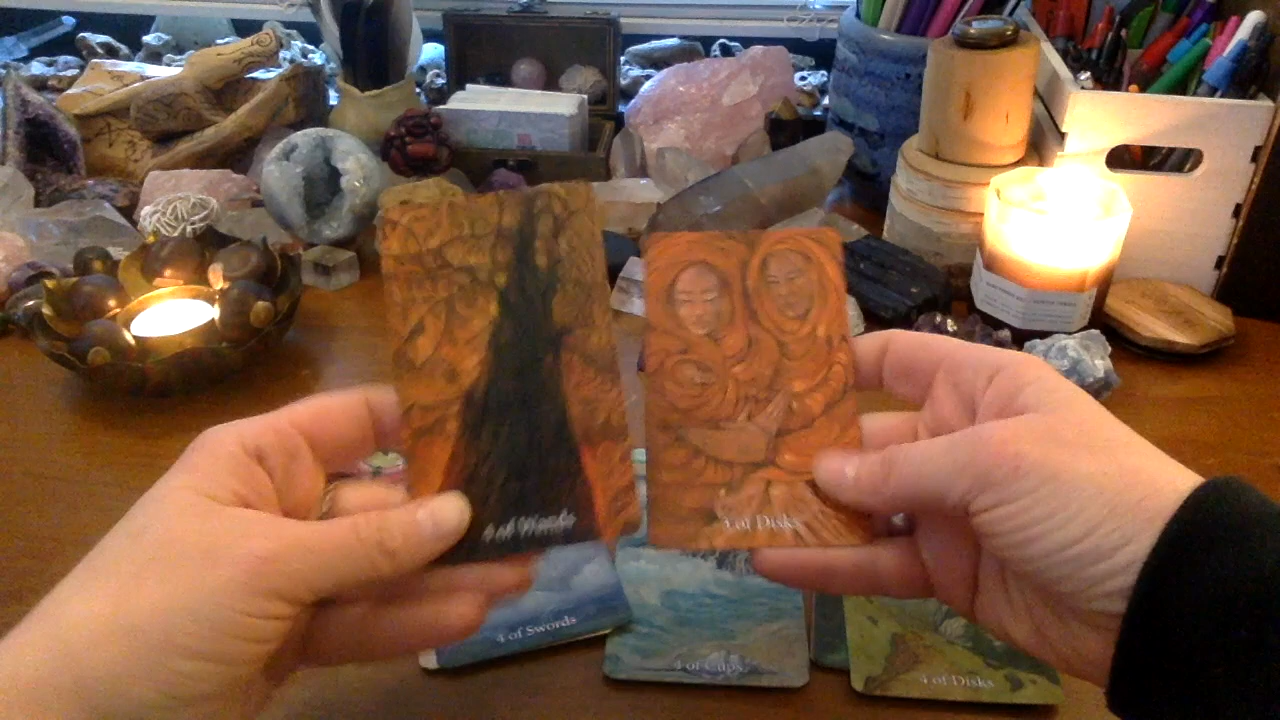 4 of Wands
3 of Disks
4 of Swords
4 of Cups
4 of Disks